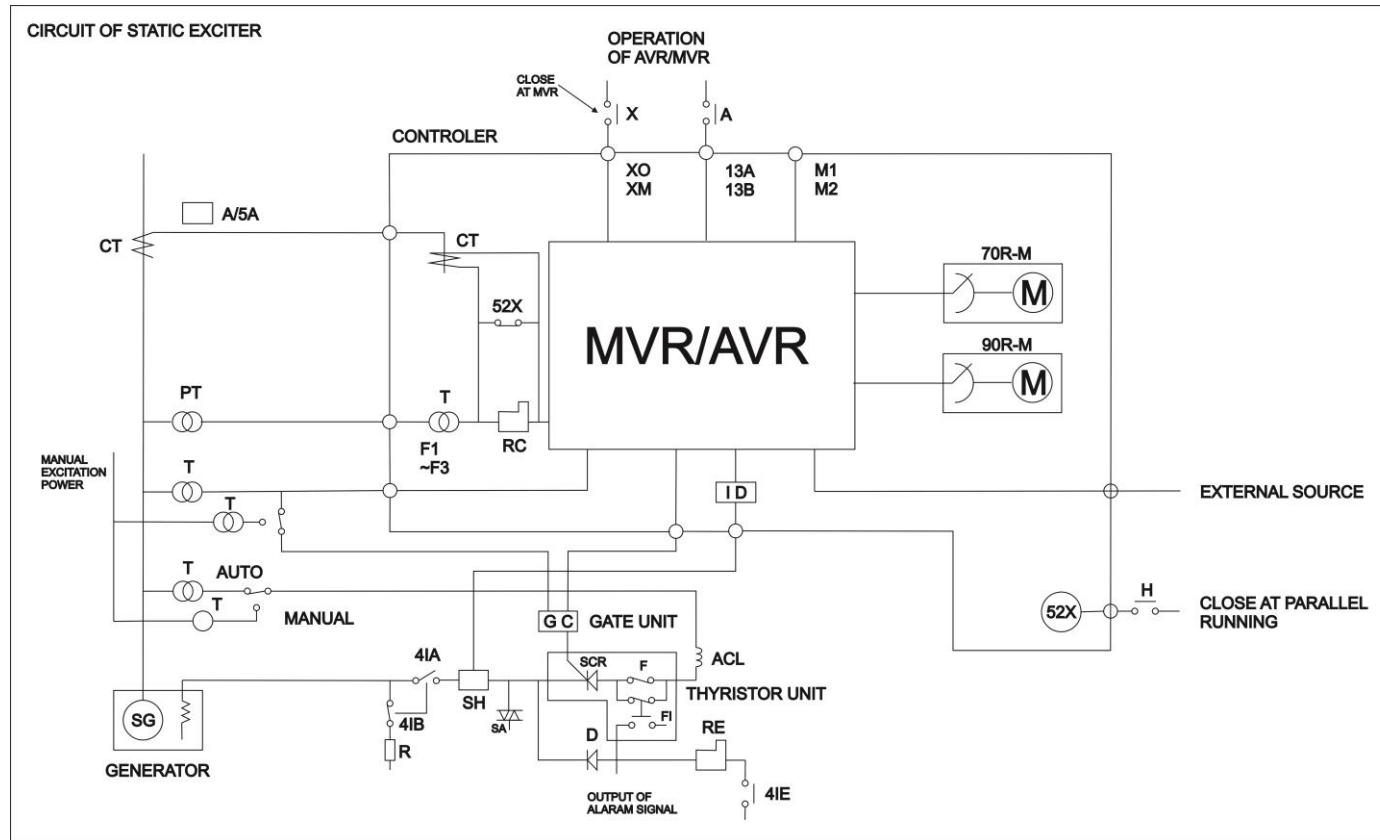 CIRCUIT OF STATIC EXCITER
OPERATION
OF AVR/MVR
CLOSE
AT MVR
X
A
CONTROLER
XO
XM
13A
13B
M1
M2
A/5A
CT
CT
70R-M
M
52X
MVR/AVR
90R-M
M
PT
T
F1
~F3
RC
MANUAL
EXCITATION
POWER
T
T
I D
EXTERNAL SOURCE
T
AUTO
T
MANUAL
G C
GATE UNIT
52X
H
CLOSE AT PARALLEL
RUNNING
4IA
SCR
F
ACL
SH
THYRISTOR UNIT
SG
4IB
SA
FI
R
D
RE
GENERATOR
OUTPUT OF
ALARAM SIGNAL
4IE